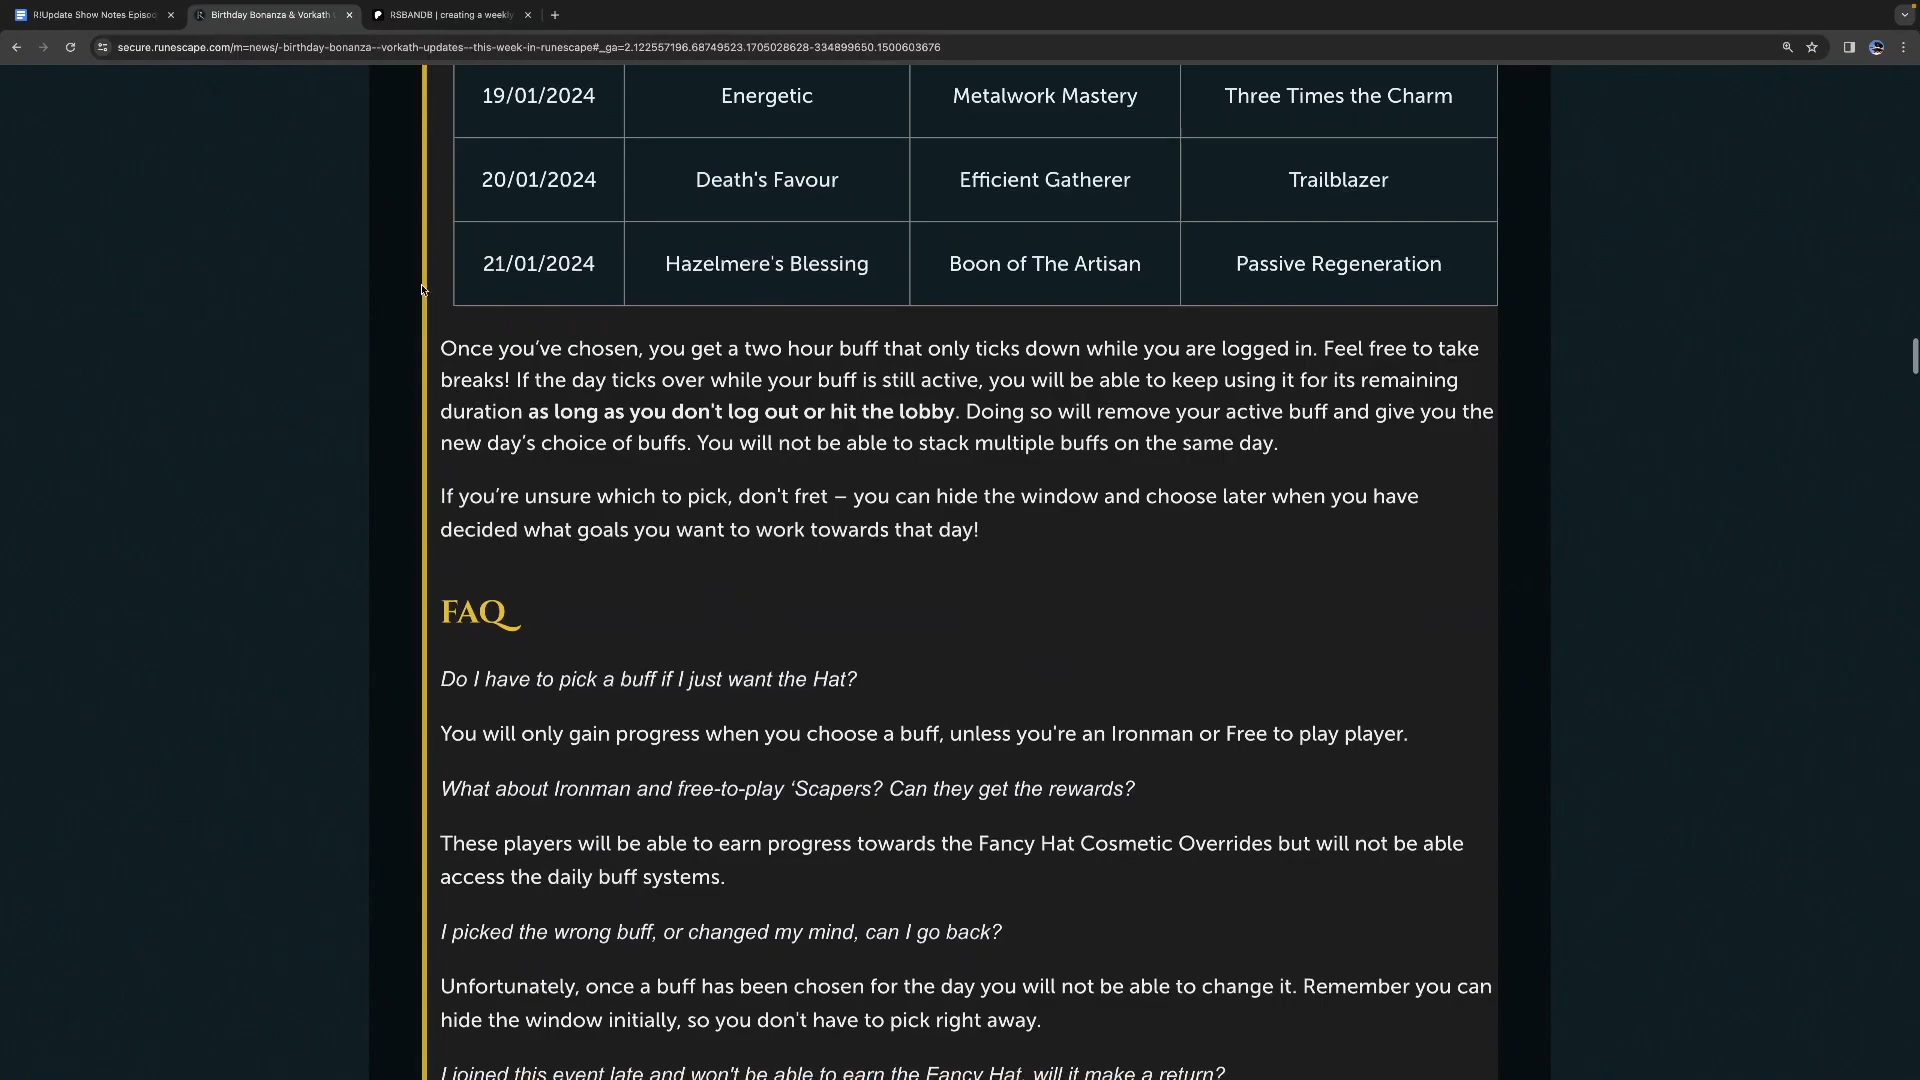 R!Update Show Notes Episod
Birthday Bonanza & Vorkath U
RSBANDB | creating a weekly
secure.runescape.com/m=news/-birthday-bonanza--vorkath-updates--this-week-in-runescape#_ga=2.122557196.68749523.1705028628-334899650.1500603676
19/01/2024 Energetic Metalwork Mastery Three Times the Charm
20/01/2024 Death's Favour Efficient Gatherer Trailblazer
21/01/2024 Hazelmere's Blessing Boon of The Artisan Passive Regeneration
Once you’ve chosen, you get a two hour buff that only ticks down while you are logged in. Feel free to take
breaks! If the day ticks over while your buff is still active, you will be able to keep using it for its remaining
duration as long as you don't log out or hit the lobby. Doing so will remove your active buff and give you the
new day’s choice of buffs. You will not be able to stack multiple buffs on the same day.
If you’re unsure which to pick, don't fret – you can hide the window and choose later when you have
decided what goals you want to work towards that day!
FAQ
Do I have to pick a buff if I just want the Hat?
You will only gain progress when you choose a buff, unless you're an Ironman or Free to play player.
What about Ironman and free-to-play ‘Scapers? Can they get the rewards?
These players will be able to earn progress towards the Fancy Hat Cosmetic Overrides but will not be able
access the daily buff systems.
I picked the wrong buff, or changed my mind, can I go back?
Unfortunately, once a buff has been chosen for the day you will not be able to change it. Remember you can
hide the window initially, so you don't have to pick right away.
I joined this event late and won't be able to earn the Fancy Hat, will it make a return?